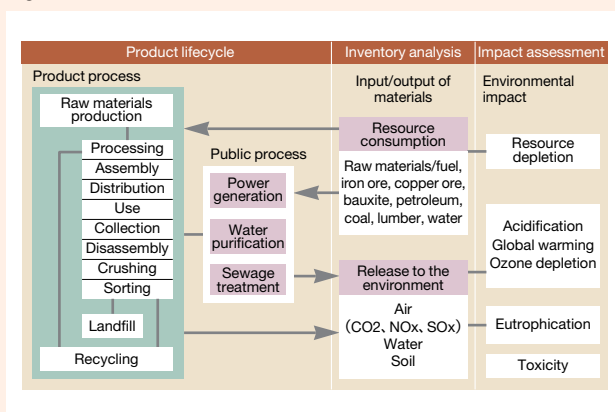 Product lifecycle
Inventory analysis
Impact assessment
Product process
Raw materials
production
Processing
Assembly
Distribution
Use
Collection
Disassembly
Crushing
Sorting
Landfill
Recycling
Public process
Power
generation
Water
purification
Sewage
treatment
Input/output of
materials
Resource
consumption
Raw materials/fuel,
iron ore, copper ore,
bauxite, petroleum,
coal, lumber, water
Release to the
environment
Air
(CO2、NOx、SOx)
Water
Soil
Environmental
impact
Resource
depletion
Acidification
Global warming
Ozone depletion
Eutrophication
Toxicity